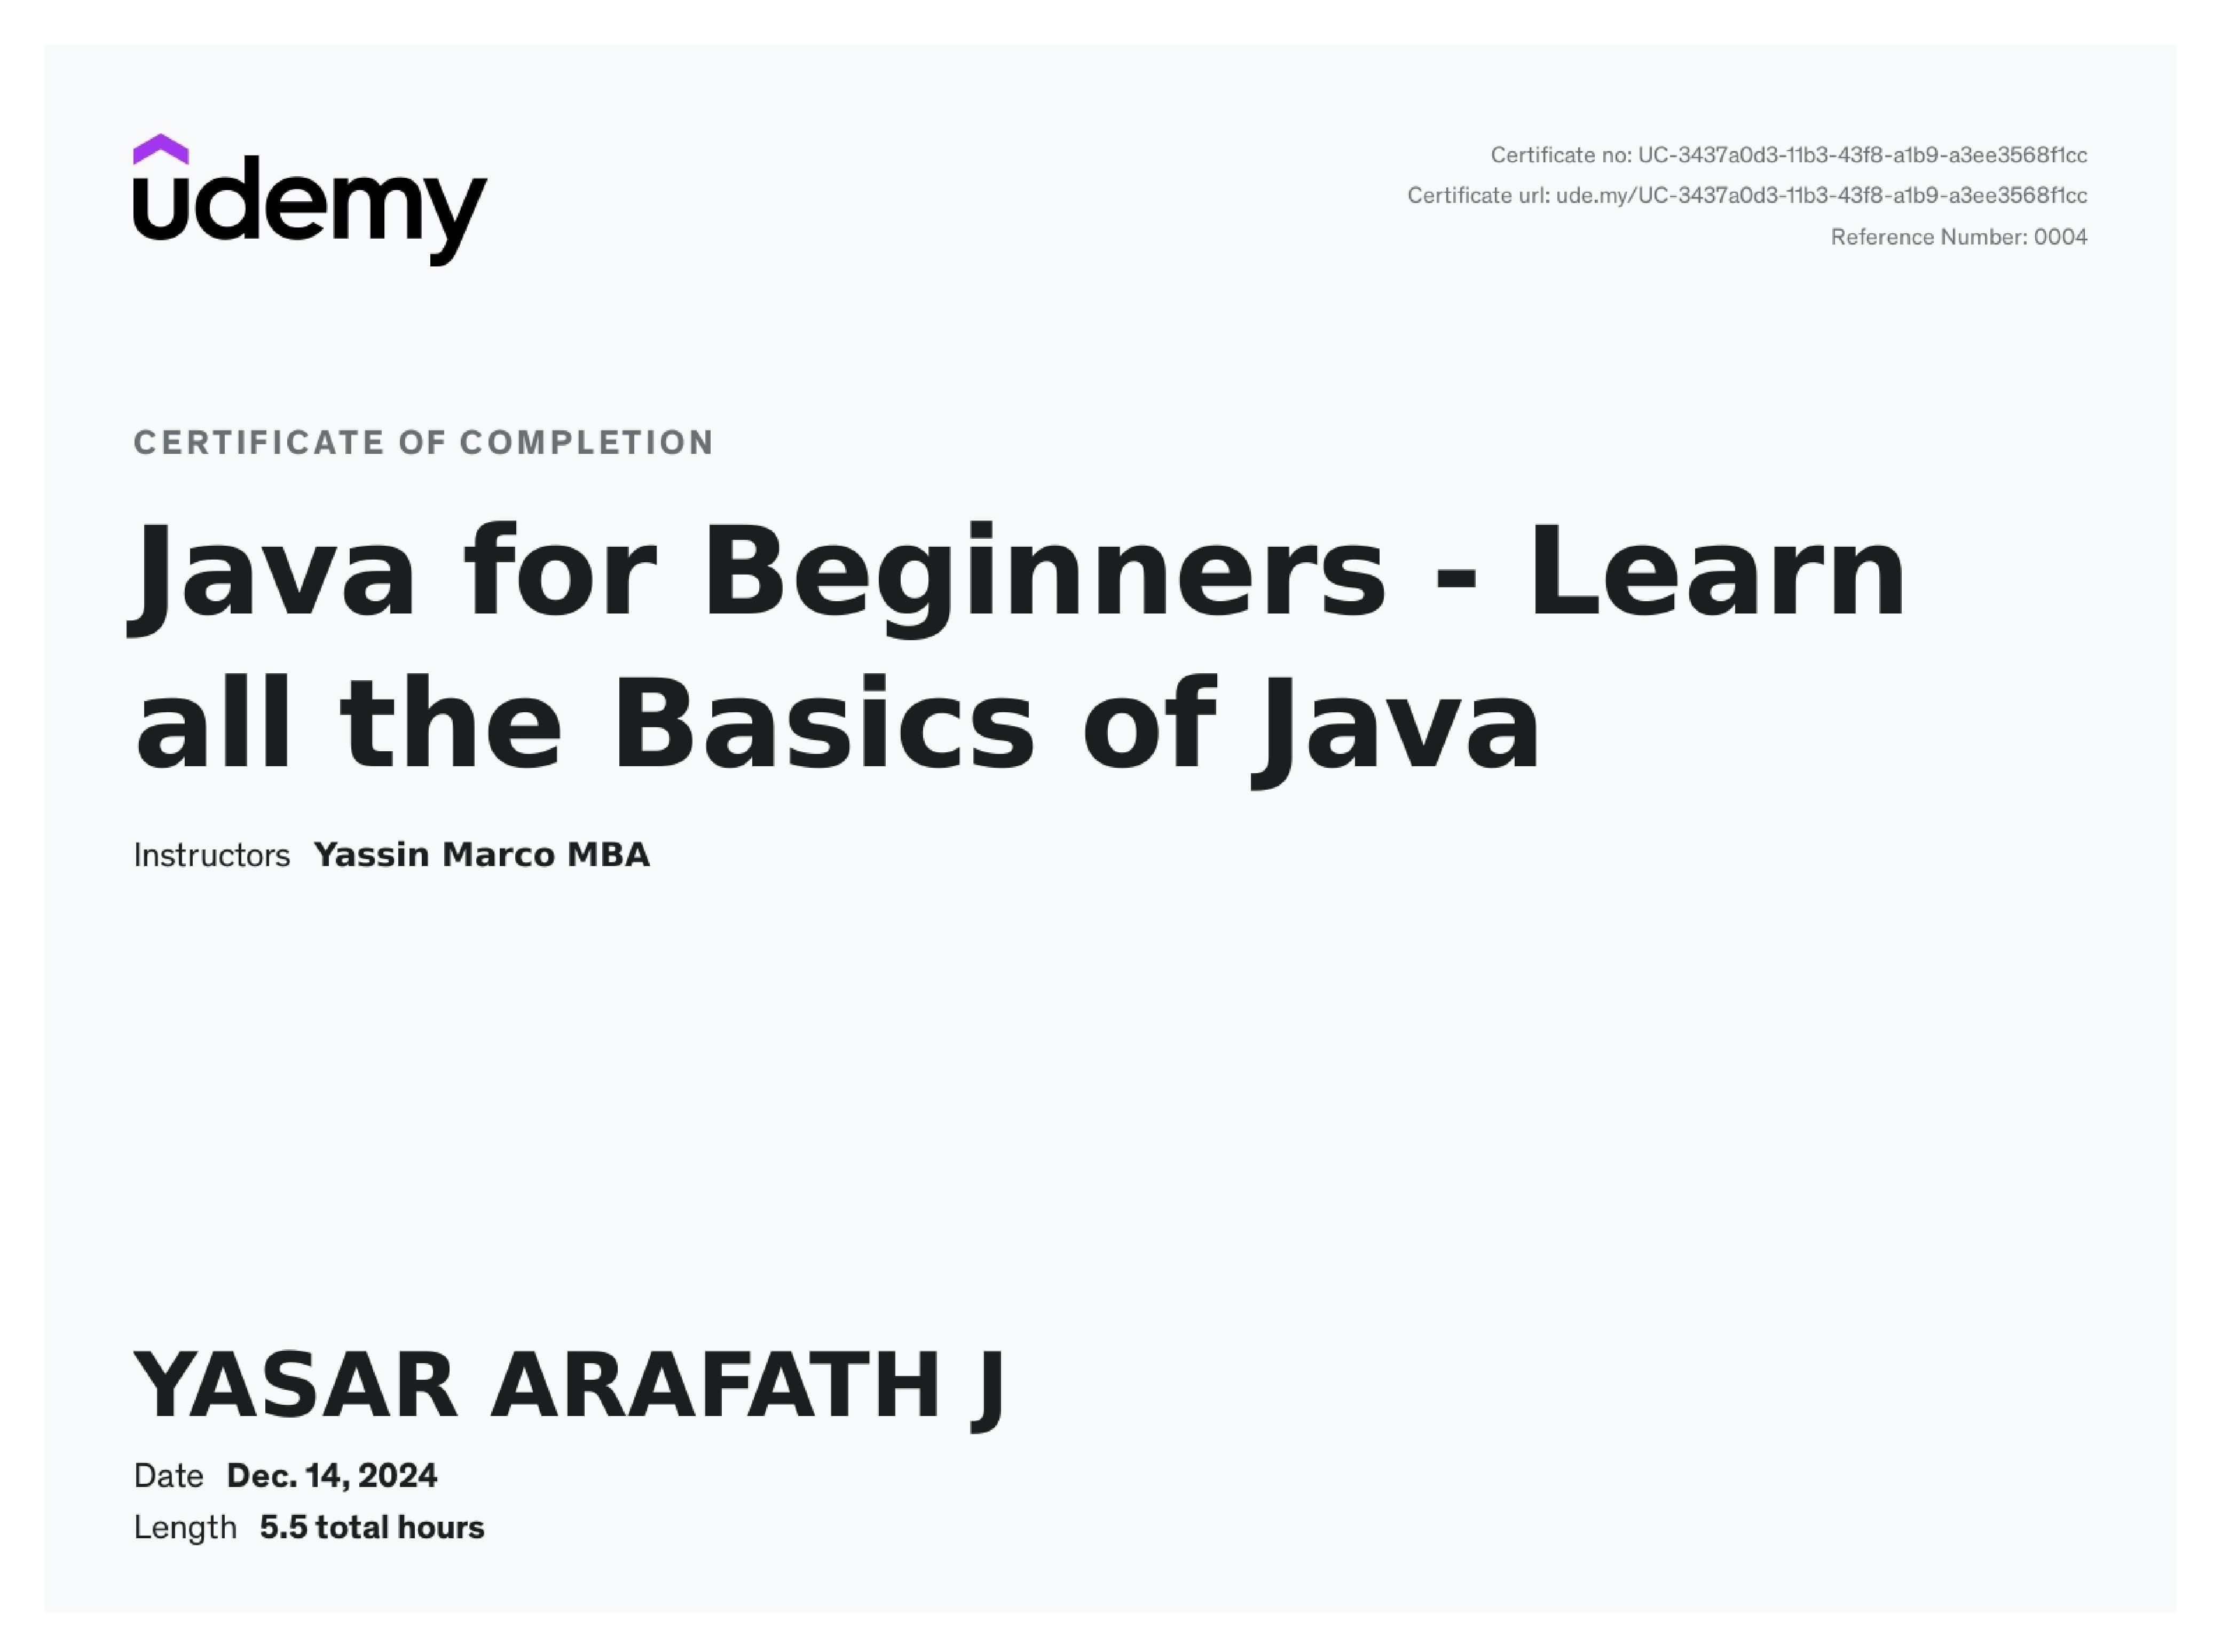 udemy
Certificate no: UC-3437a0d3-11b3-43f8-a1b9-a3ee3568f1cc
Certificate url: ude.my/UC-3437a0d3-11b3-43f8-a1b9-a3ee3568f1cc
Reference Number: 0004
CERTIFICATE OF COMPLETION
Java for Beginners - Learn
all the Basics of Java
Instructors Yassin Marco MBA
YASAR ARAFATH J
Date Dec. 14, 2024
Length 5.5 total hours